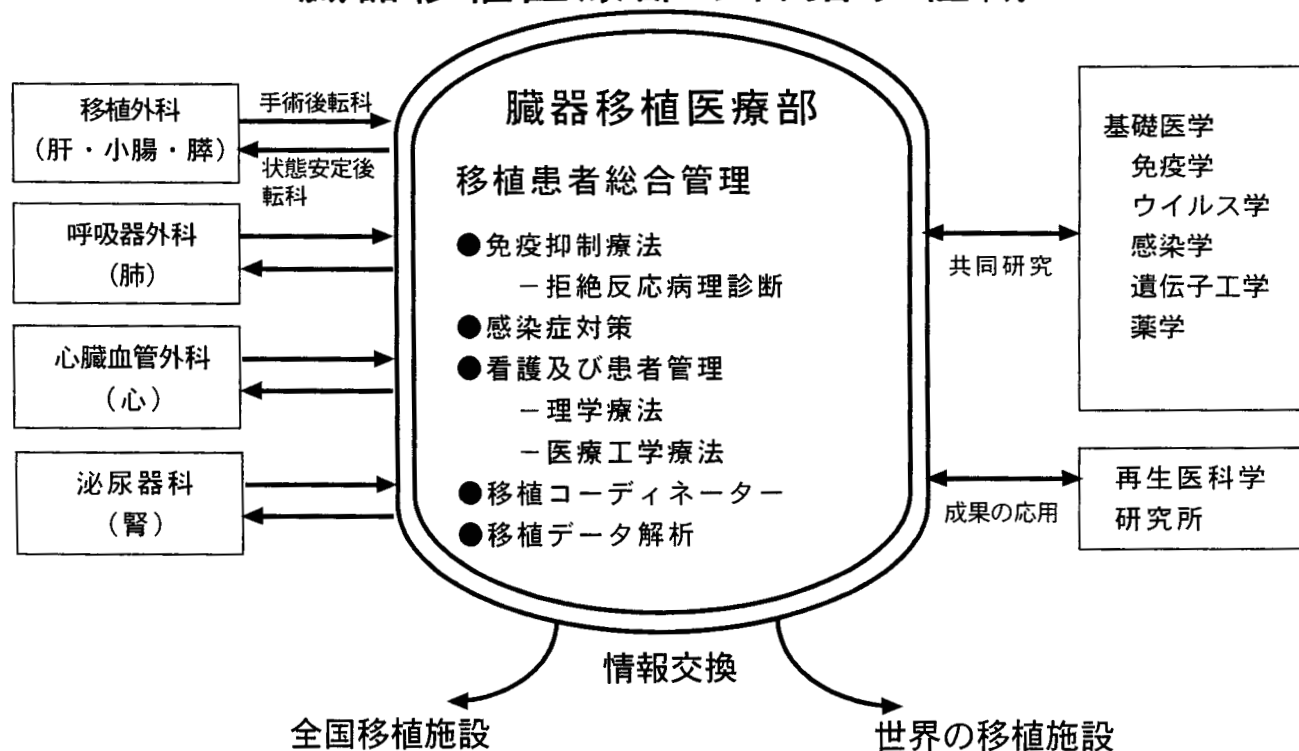 臓器移植医療部
移植患者総合管理
●免疫抑制療法
－拒絶反応病理診断
●感染症対策
●看護及び患者管理
－理学療法
－医療工学療法
●移植コーディネーター
●移植データ解析
移植外科
（肝・小腸・膵）
手術後転科
状態安定後
転科
呼吸器外科
（肺）
心臓血管外科
（心）
泌尿器科
（腎）
基礎医学
免疫学
ウイルス学
感染学
遺伝子工学
薬学
共同研究
再生医科学
研究所
成果の応用
情報交換
全国移植施設
世界の移植施設